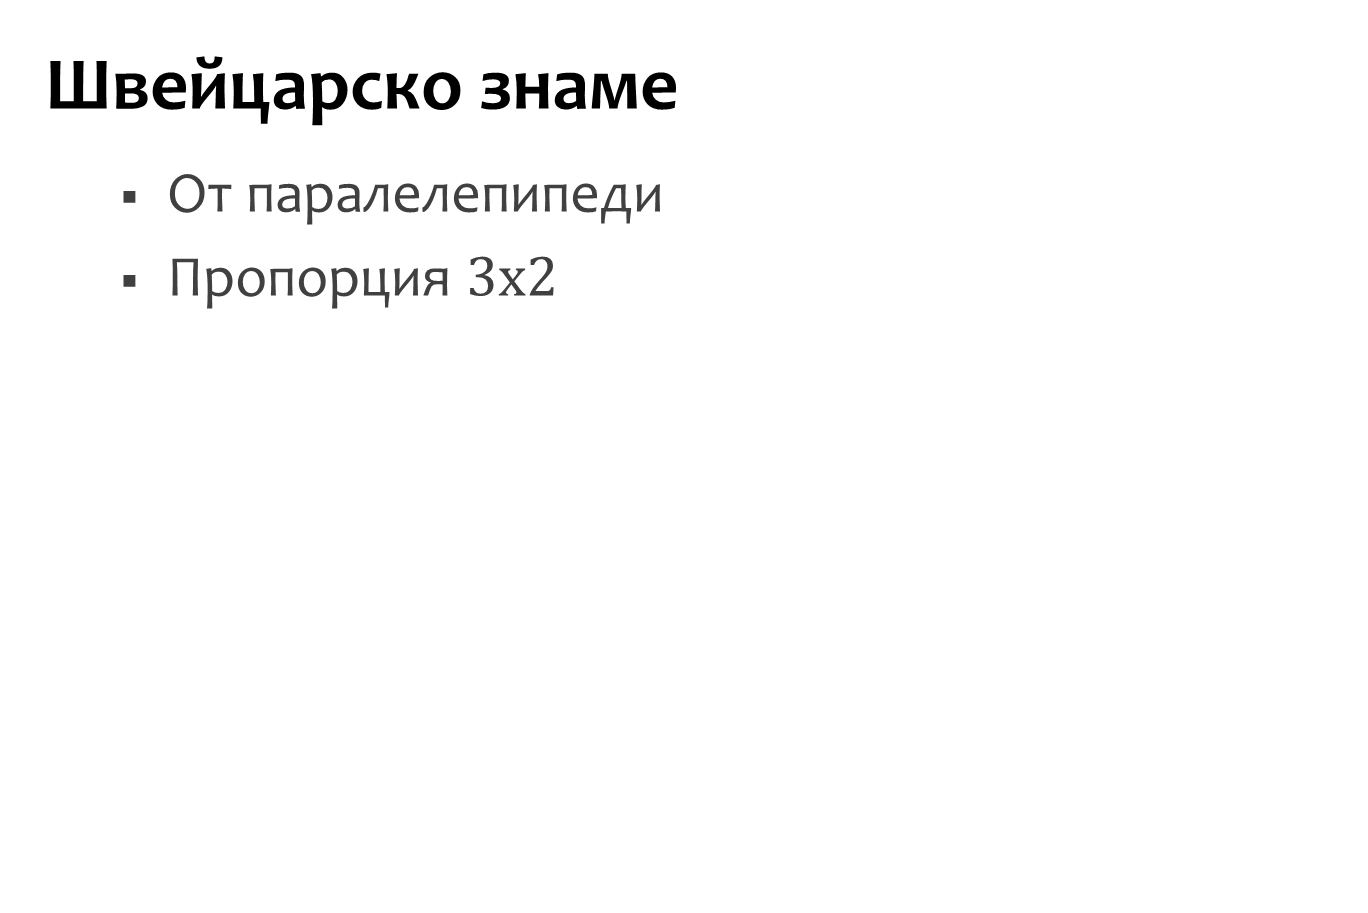 Швейцарско знаме
▪ От паралелепипеди
▪ Пропорция 3x2